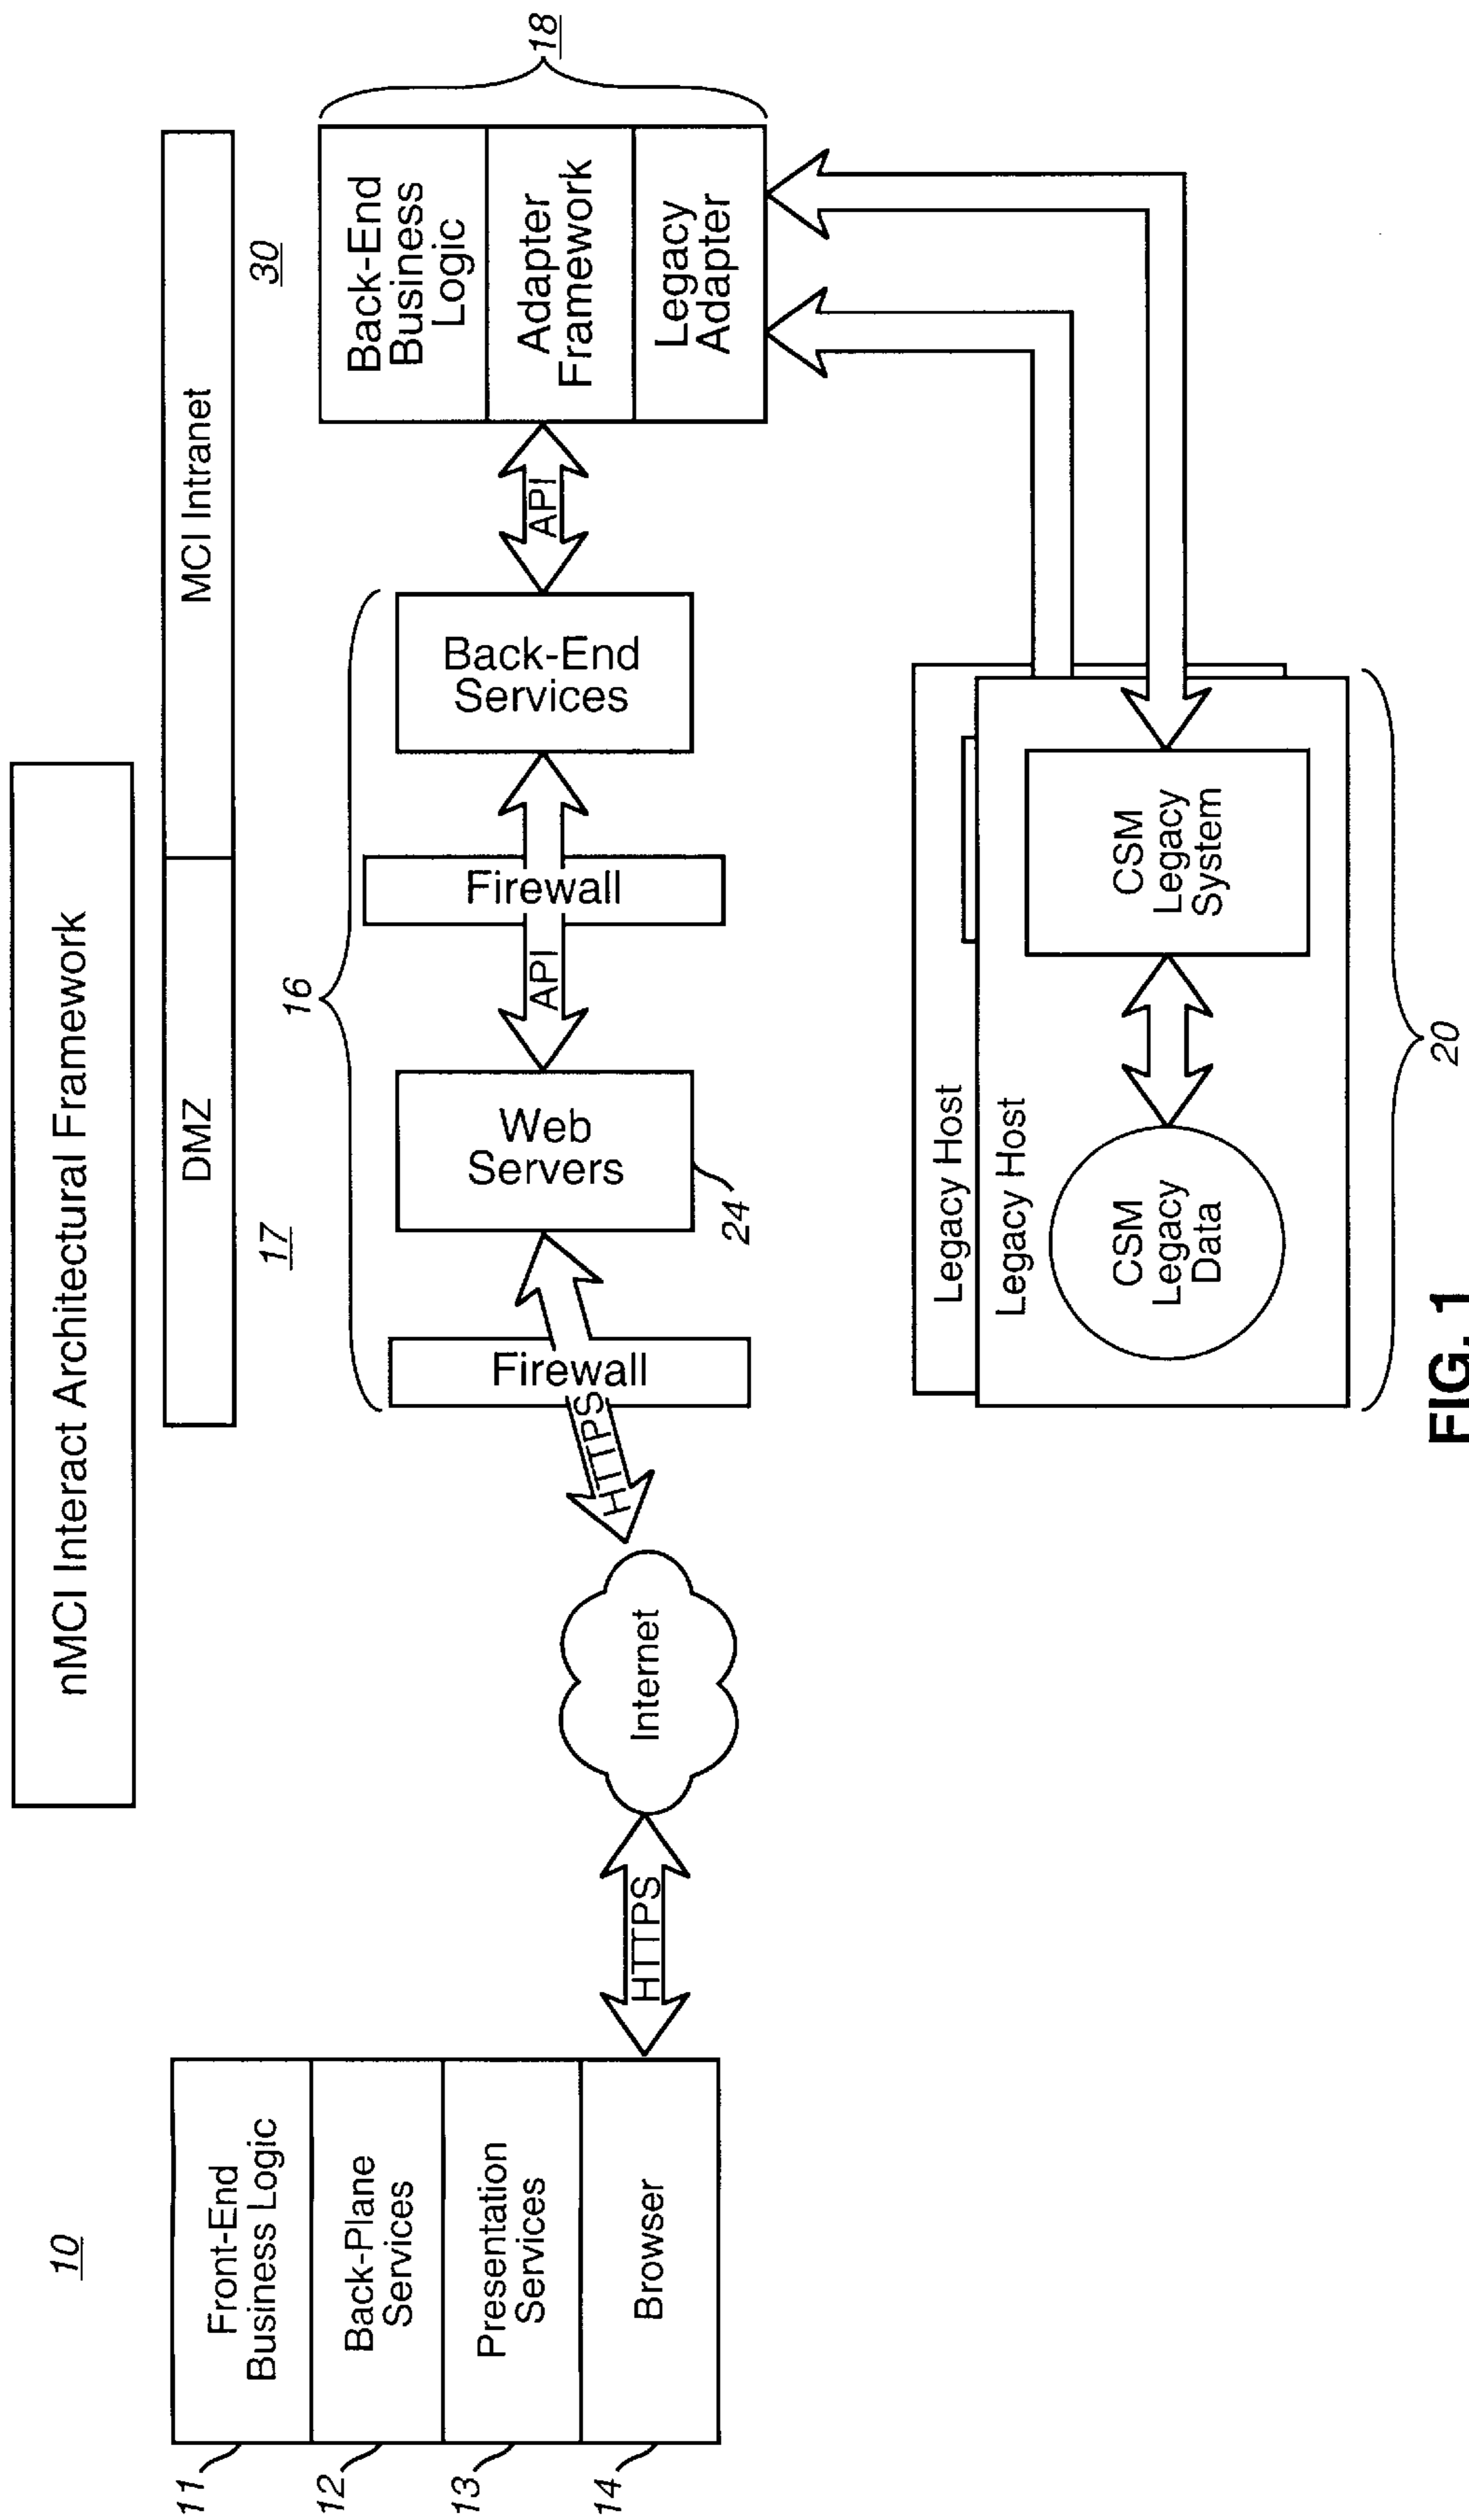 nMCI Interact Architectural Framework
DMZ
MCI Intranet
10
17
30
11
Front-End
Business Logic
12
Back-Plane
Services
13
Presentation
Services
14
Browser
HTTPS
Internet
HTTPS
Firewall
16
Web
Servers
24
API
Firewall
Back-End
Services
API
Back-End
Business
Logic
Adapter
Framework
Legacy
Adapter
18
Legacy Host
Legacy Host
CSM
Legacy
Data
CSM
Legacy
System
20
FIG. 1